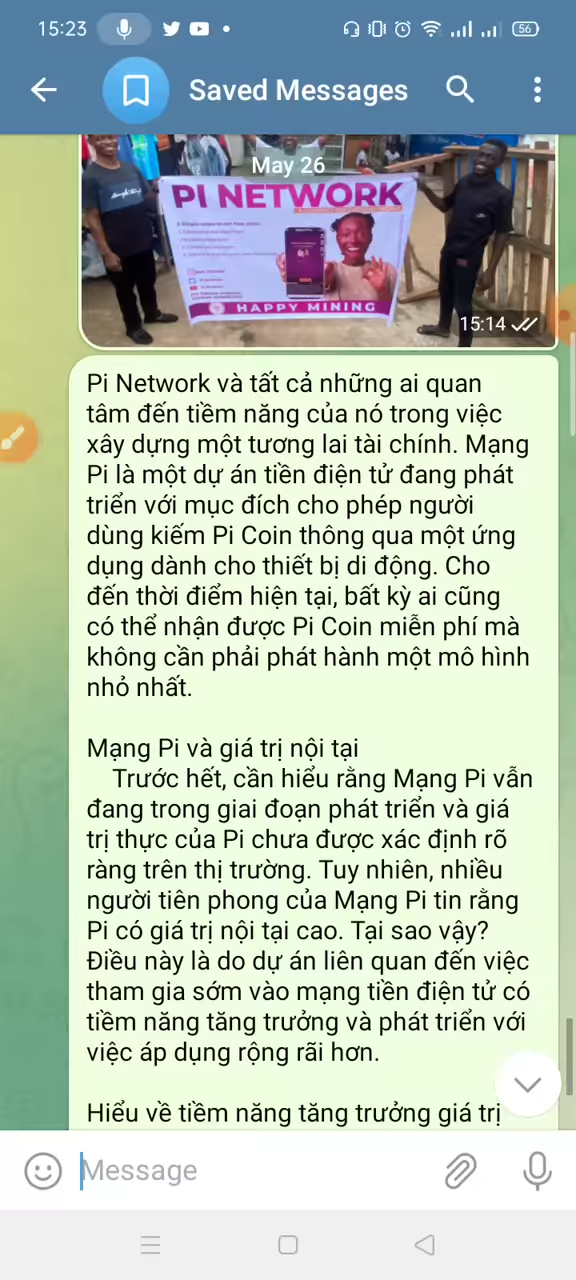 15:23
56
Saved Messages
May 26
PI NETWORK
HAPPY MINING
15:14
Pi Network và tất cả những ai quan
tâm đến tiềm năng của nó trong việc
xây dựng một tương lai tài chính. Mạng
Pi là một dự án tiền điện tử đang phát
triển với mục đích cho phép người
dùng kiếm Pi Coin thông qua một ứng
dụng dành cho thiết bị di động. Cho
đến thời điểm hiện tại, bất kỳ ai cũng
có thể nhận được Pi Coin miễn phí mà
không cần phải phát hành một mô hình
nhỏ nhất.
Mạng Pi và giá trị nội tại
Trước hết, cần hiểu rằng Mạng Pi vẫn
đang trong giai đoạn phát triển và giá
trị thực của Pi chưa được xác định rõ
ràng trên thị trường. Tuy nhiên, nhiều
người tiên phong của Mạng Pi tin rằng
Pi có giá trị nội tại cao. Tại sao vậy?
Điều này là do dự án liên quan đến việc
tham gia sớm vào mạng tiền điện tử có
tiềm năng tăng trưởng và phát triển với
việc áp dụng rộng rãi hơn.
Hiểu về tiềm năng tăng trưởng giá trị
Message